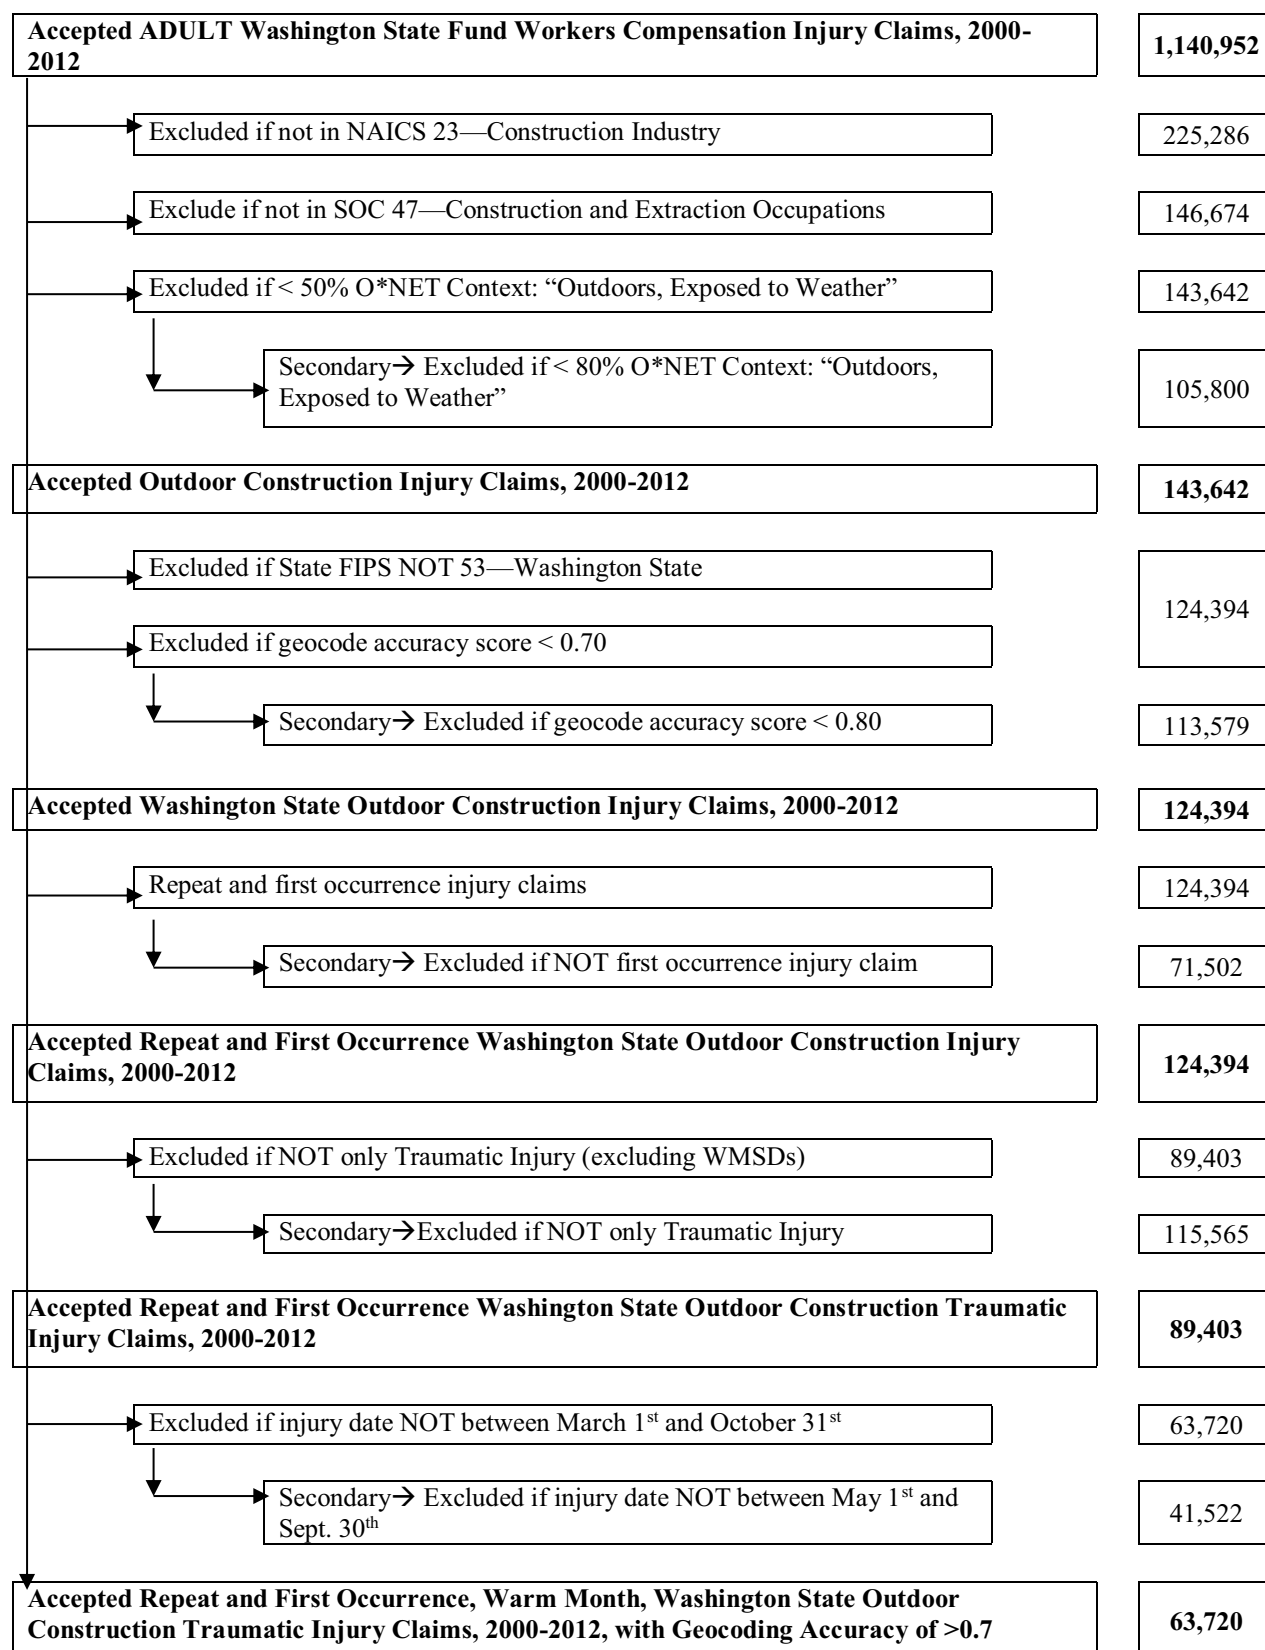 Accepted ADULT Washington State Fund Workers Compensation Injury Claims, 2000-
2012
1,140,952
Excluded if not in NAICS 23—Construction Industry
225,286
Exclude if not in SOC 47—Construction and Extraction Occupations
146,674
Excluded if < 50% O*NET Context: “Outdoors, Exposed to Weather”
143,642
Secondary→ Excluded if < 80% O*NET Context: “Outdoors,
Exposed to Weather”
105,800
Accepted Outdoor Construction Injury Claims, 2000-2012
143,642
Excluded if State FIPS NOT 53—Washington State
124,394
Excluded if geocode accuracy score < 0.70
Secondary→ Excluded if geocode accuracy score < 0.80
113,579
Accepted Washington State Outdoor Construction Injury Claims, 2000-2012
124,394
Repeat and first occurrence injury claims
124,394
Secondary→ Excluded if NOT first occurrence injury claim
71,502
Accepted Repeat and First Occurrence Washington State Outdoor Construction Injury
Claims, 2000-2012
124,394
Excluded if NOT only Traumatic Injury (excluding WMSDs)
89,403
Secondary→Excluded if NOT only Traumatic Injury
115,565
Accepted Repeat and First Occurrence Washington State Outdoor Construction Traumatic
Injury Claims, 2000-2012
89,403
Excluded if injury date NOT between March 1st and October 31st
63,720
Secondary→ Excluded if injury date NOT between May 1st and
Sept. 30th
41,522
Accepted Repeat and First Occurrence, Warm Month, Washington State Outdoor
Construction Traumatic Injury Claims, 2000-2012, with Geocoding Accuracy of >0.7
63,720